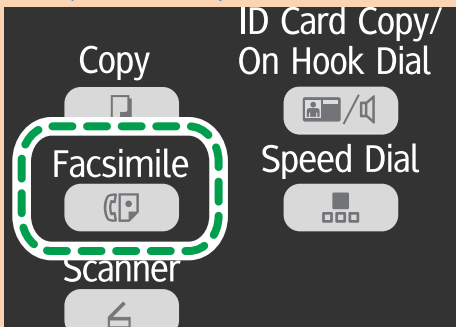 Copy
ID Card Copy/
On Hook Dial
Facsimile
Speed Dial
Scanner